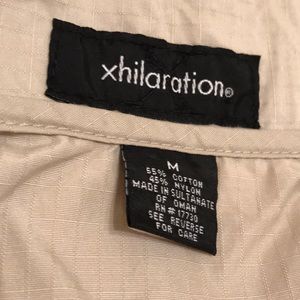 xhilaration®
M
55% COTTON
45% NYLON
MADE IN SULTANATE
OF OMAN
RN#17730
SEE REVERSE
FOR CARE